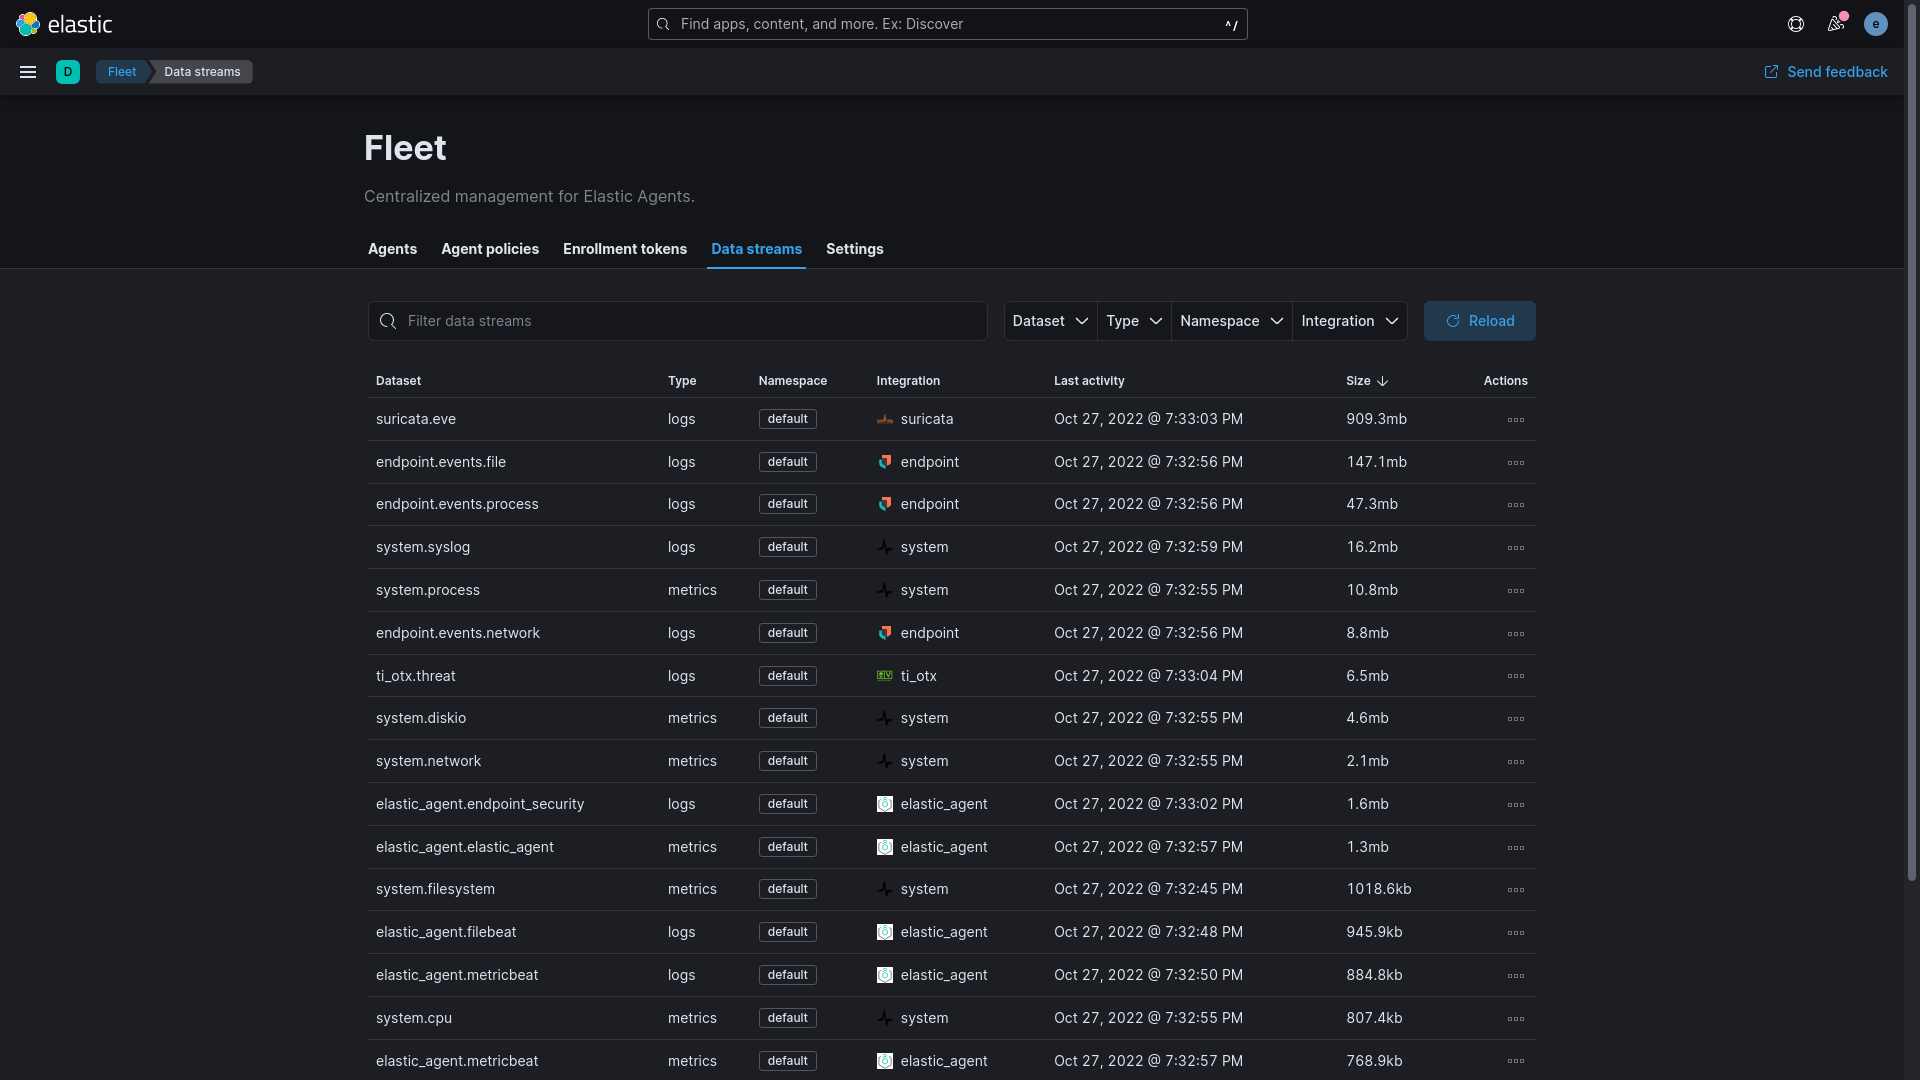 elastic
Find apps, content, and more. Ex: Discover ^/
e
D Fleet Data streams Send feedback
Fleet
Centralized management for Elastic Agents.
Agents Agent policies Enrollment tokens Data streams Settings
Filter data streams Dataset Type Namespace Integration Reload
Dataset Type Namespace Integration Last activity Size Actions
suricata.eve logs default suricata Oct 27, 2022 @ 7:33:03 PM 909.3mb
endpoint.events.file logs default endpoint Oct 27, 2022 @ 7:32:56 PM 147.1mb
endpoint.events.process logs default endpoint Oct 27, 2022 @ 7:32:56 PM 47.3mb
system.syslog logs default system Oct 27, 2022 @ 7:32:59 PM 16.2mb
system.process metrics default system Oct 27, 2022 @ 7:32:55 PM 10.8mb
endpoint.events.network logs default endpoint Oct 27, 2022 @ 7:32:56 PM 8.8mb
ti_otx.threat logs default ti_otx Oct 27, 2022 @ 7:33:04 PM 6.5mb
system.diskio metrics default system Oct 27, 2022 @ 7:32:55 PM 4.6mb
system.network metrics default system Oct 27, 2022 @ 7:32:55 PM 2.1mb
elastic_agent.endpoint_security logs default elastic_agent Oct 27, 2022 @ 7:33:02 PM 1.6mb
elastic_agent.elastic_agent metrics default elastic_agent Oct 27, 2022 @ 7:32:57 PM 1.3mb
system.filesystem metrics default system Oct 27, 2022 @ 7:32:45 PM 1018.6kb
elastic_agent.filebeat logs default elastic_agent Oct 27, 2022 @ 7:32:48 PM 945.9kb
elastic_agent.metricbeat logs default elastic_agent Oct 27, 2022 @ 7:32:50 PM 884.8kb
system.cpu metrics default system Oct 27, 2022 @ 7:32:55 PM 807.4kb
elastic_agent.metricbeat metrics default elastic_agent Oct 27, 2022 @ 7:32:57 PM 768.9kb